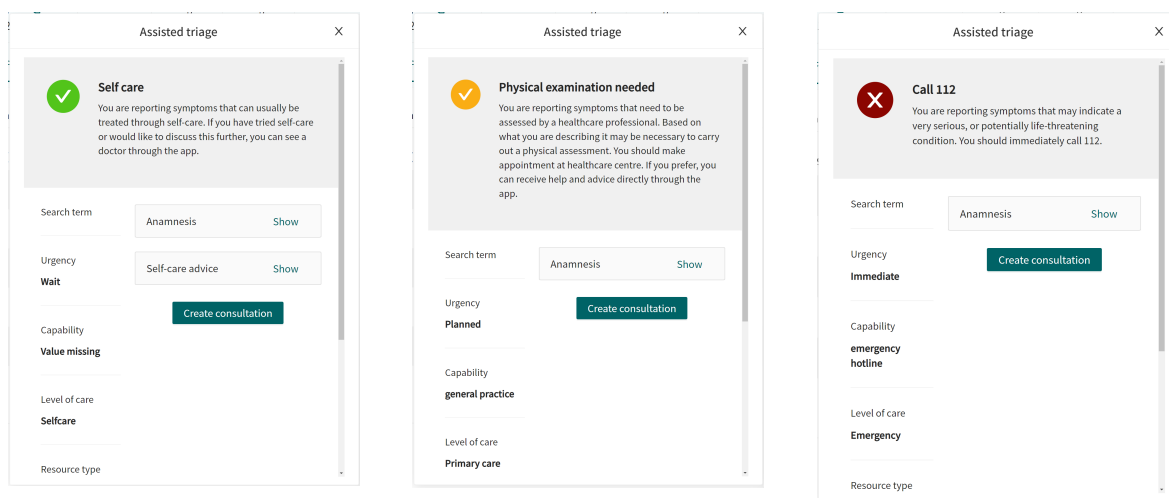 Assisted triage X
Self care
You are reporting symptoms that can usually be
treated through self-care. If you have tried self-care
or would like to discuss this further, you can see a
doctor through the app.
Search term
Anamnesis Show
Urgency
Wait
Self-care advice Show
Create consultation
Capability
Value missing
Level of care
Selfcare
Resource type
Assisted triage X
Physical examination needed
You are reporting symptoms that need to be
assessed by a healthcare professional. Based on
what you are describing it may be necessary to carry
out a physical assessment. You should make
appointment at healthcare centre. If you prefer, you
can receive help and advice directly through the
app.
Search term
Anamnesis Show
Urgency
Planned
Create consultation
Capability
general practice
Level of care
Primary care
Assisted triage X
Call 112
You are reporting symptoms that may indicate a
very serious, or potentially life-threatening
condition. You should immediately call 112.
Search term
Anamnesis Show
Urgency
Immediate
Create consultation
Capability
emergency
hotline
Level of care
Emergency
Resource type